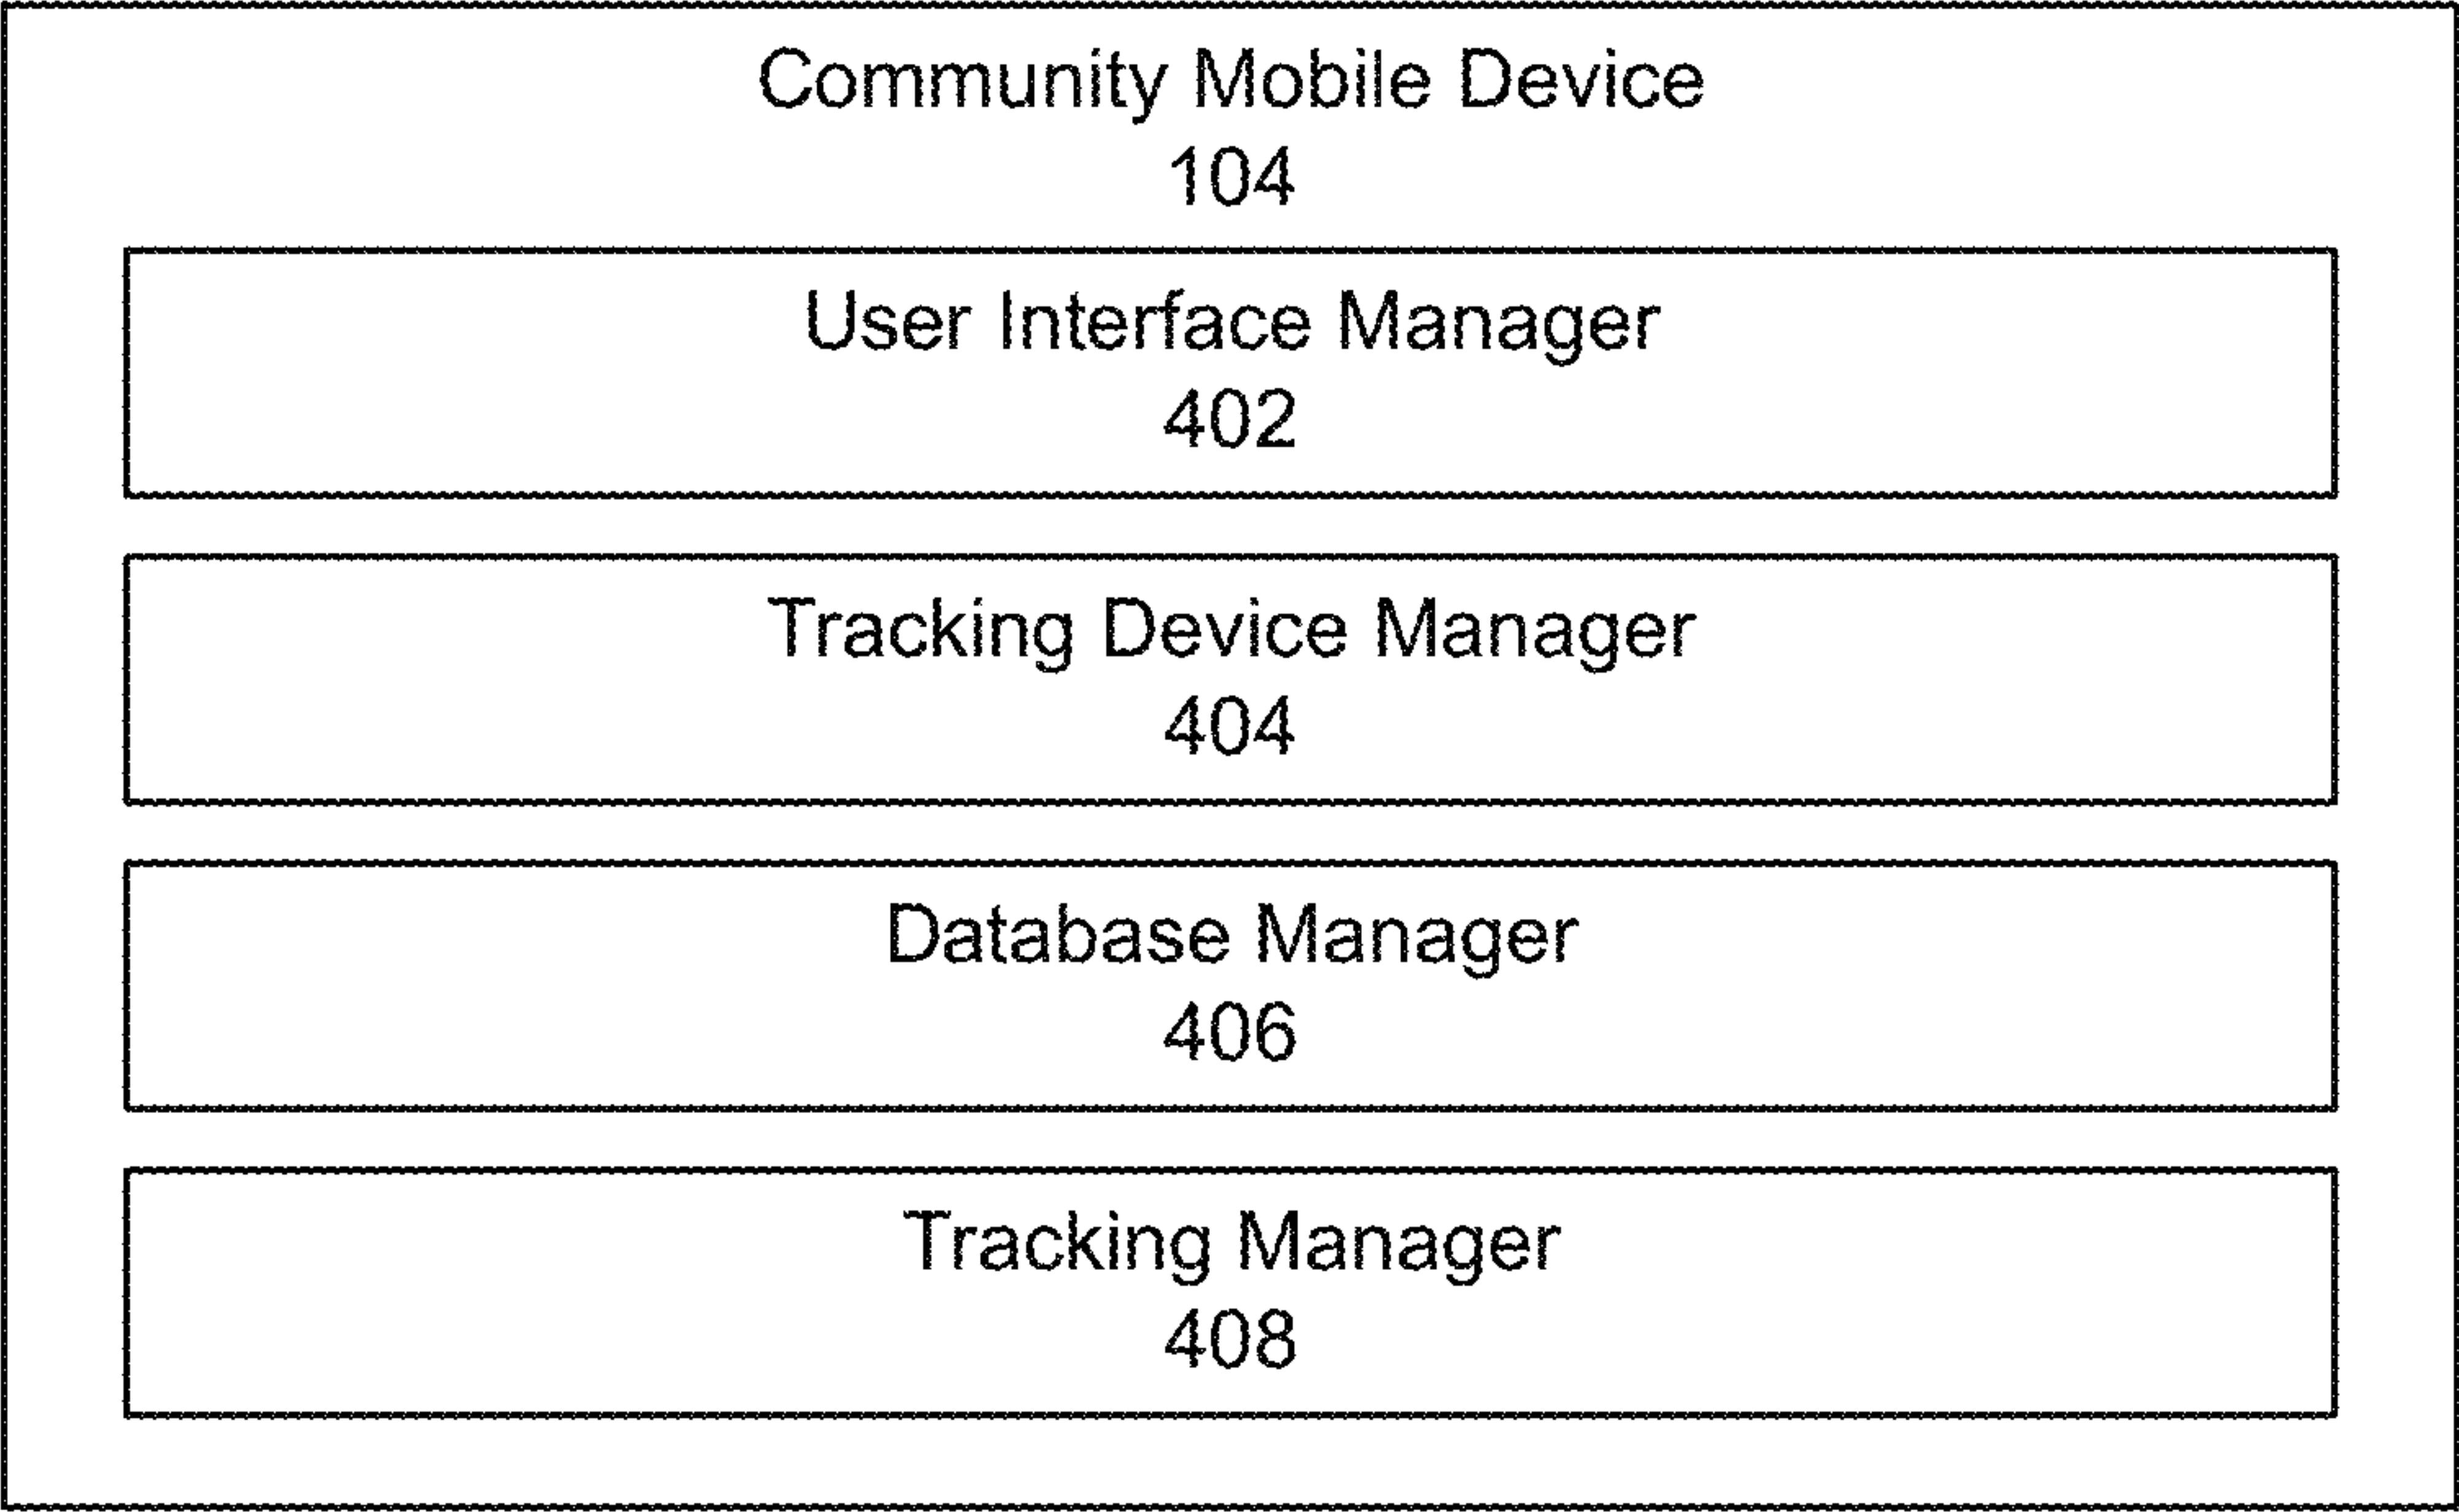 Community Mobile Device
104
User Interface Manager
402
Tracking Device Manager
404
Database Manager
406
Tracking Manager
408